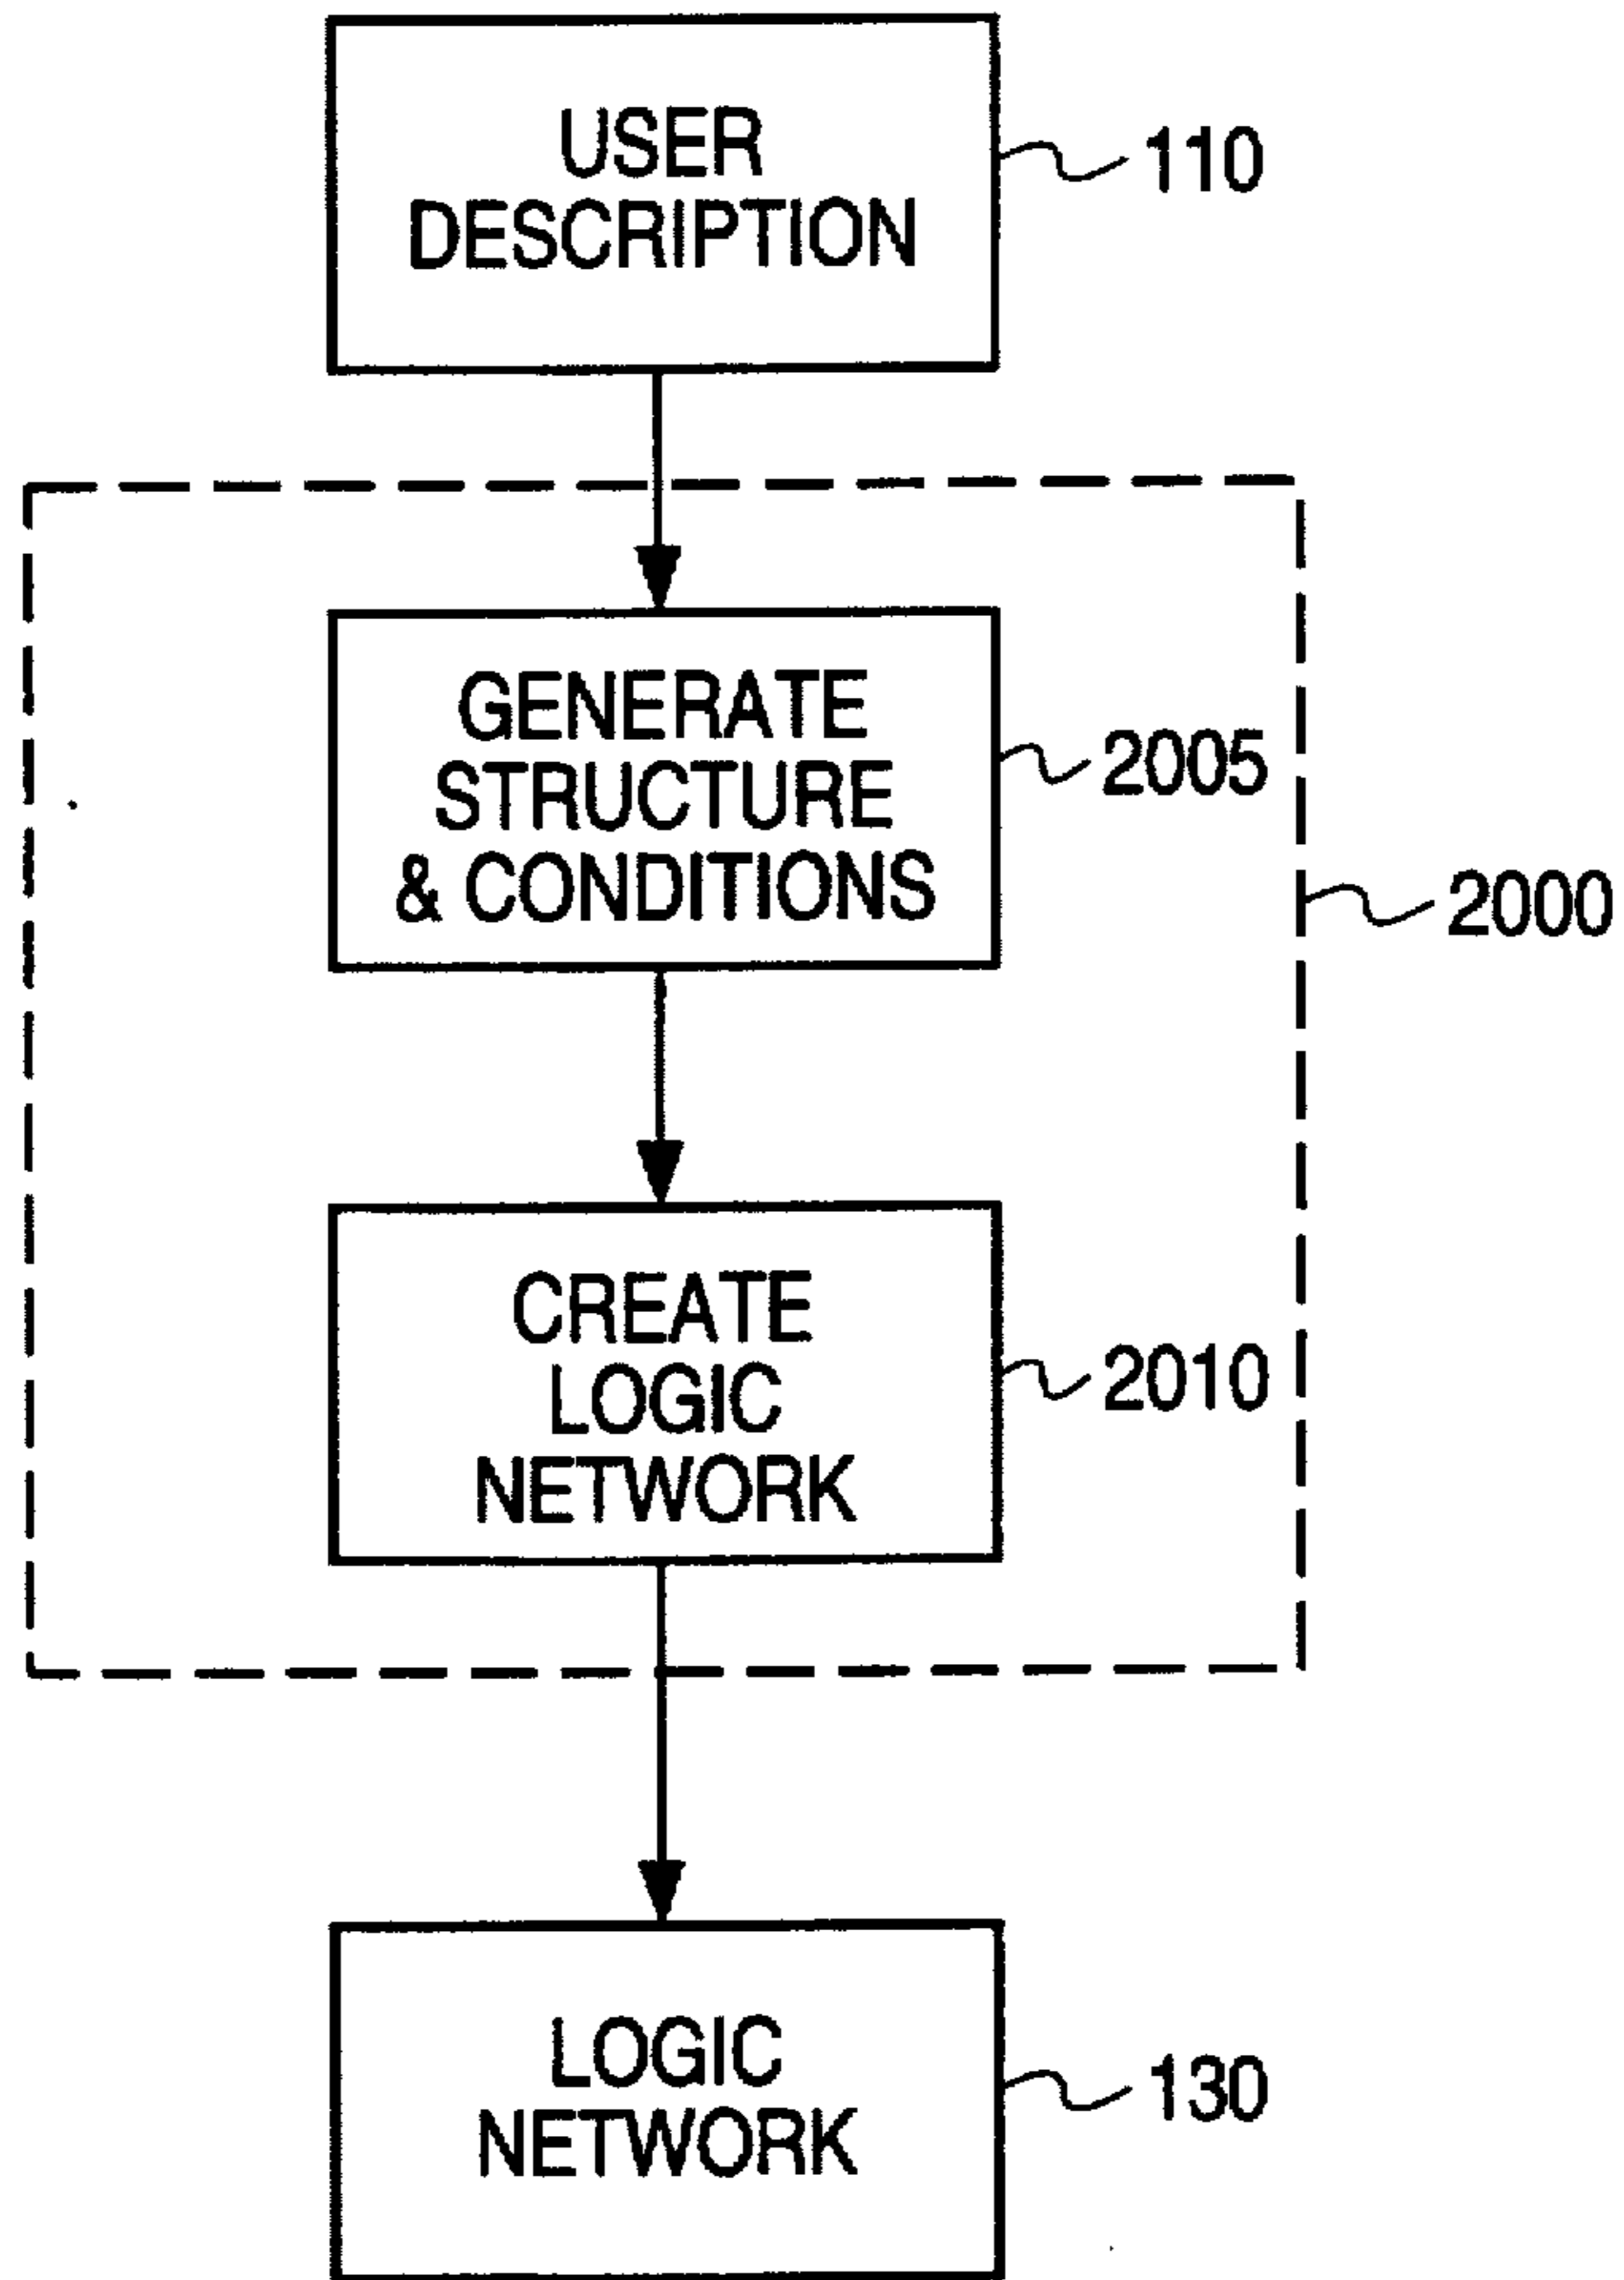 USER
DESCRIPTION
110
GENERATE
STRUCTURE
& CONDITIONS
2005
2000
CREATE
LOGIC
NETWORK
2010
LOGIC
NETWORK
130